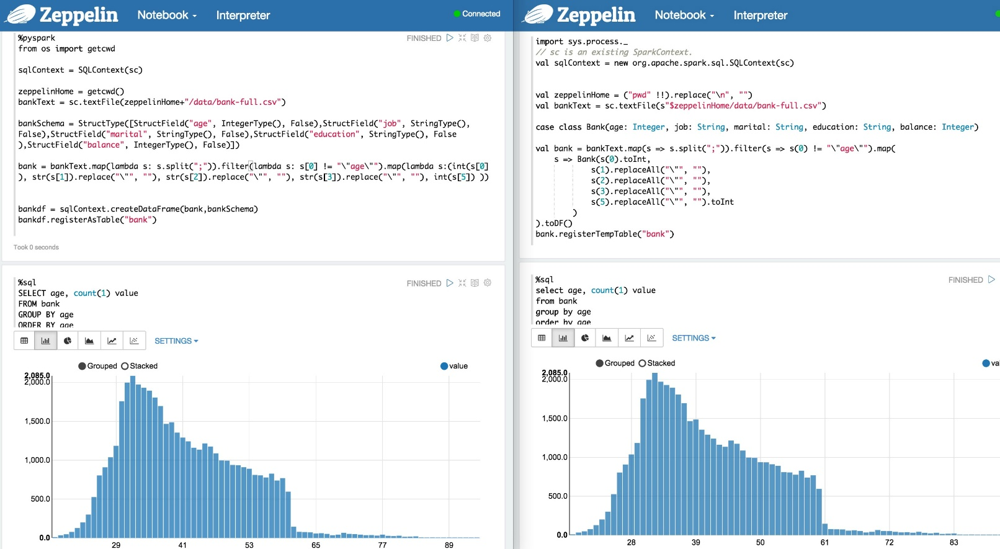 Zeppelin Notebook Interpreter Connected
%pyspark FINISHED
from os import getcwd
sqlContext = SQLContext(sc)
zeppelinHome = getcwd()
bankText = sc.textFile(zeppelinHome+"/data/bank-full.csv")
bankSchema = StructType([StructField("age", IntegerType(), False),StructField("job", StringType(),
False),StructField("marital", StringType(), False),StructField("education", StringType(), False
),StructField("balance", IntegerType(), False)])
bank = bankText.map(lambda s: s.split(";")).filter(lambda s: s[0] != "\"age\"").map(lambda s:(int(s[0]
), str(s[1]).replace("\"", ""), str(s[2]).replace("\"", ""), str(s[3]).replace("\"", ""), int(s[5]) ))
bankdf = sqlContext.createDataFrame(bank,bankSchema)
bankdf.registerAsTable("bank")
Took 0 seconds
%sql FINISHED
SELECT age, count(1) value
FROM bank
GROUP BY age
ORDER BY age
SETTINGS
Grouped Stacked value
2,085.0
2,000.0
1,500.0
1,000.0
500.0
0.0
29 41 53 65 77 89
Zeppelin Notebook Interpreter
import sys.process._
// sc is an existing SparkContext.
val sqlContext = new org.apache.spark.sql.SQLContext(sc)
val zeppelinHome = ("pwd" !!).replace("\n", "")
val bankText = sc.textFile(s"$zeppelinHome/data/bank-full.csv")
case class Bank(age: Integer, job: String, marital: String, education: String, balance: Integer)
val bank = bankText.map(s => s.split(";")).filter(s => s(0) != "\"age\"").map(
s => Bank(s(0).toInt,
s(1).replaceAll("\"", ""),
s(2).replaceAll("\"", ""),
s(3).replaceAll("\"", ""),
s(5).replaceAll("\"", "").toInt
)
).toDF()
bank.registerTempTable("bank")
%sql FINISHED
select age, count(1) value
from bank
group by age
order by age
SETTINGS
Grouped Stacked va
2,085.0
2,000.0
1,500.0
1,000.0
500.0
0.0
28 39 50 61 72 83